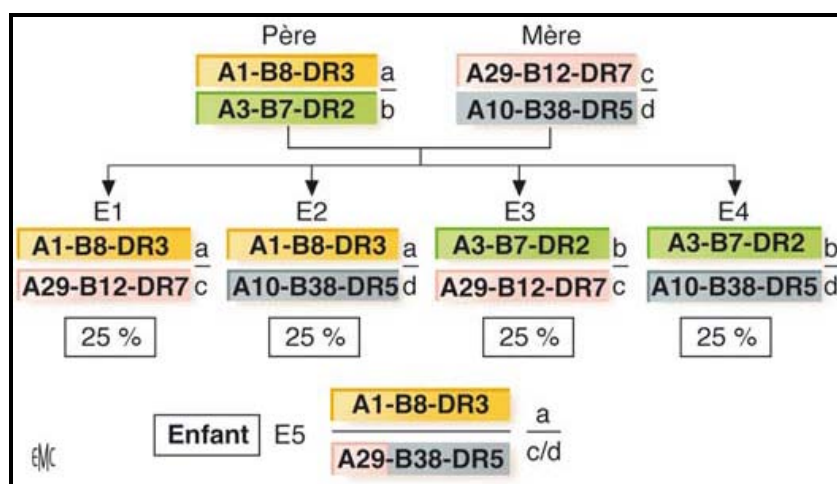 Père Mère
A1-B8-DR3 a A29-B12-DR7 c
A3-B7-DR2 b A10-B38-DR5 d
E1 E2 E3 E4
A1-B8-DR3 a A1-B8-DR3 a A3-B7-DR2 b A3-B7-DR2 b
A29-B12-DR7 c A10-B38-DR5 d A29-B12-DR7 c A10-B38-DR5 d
25 % 25 % 25 % 25 %
A1-B8-DR3 a
Enfant E5
A29-B38-DR5 c/d
EMC